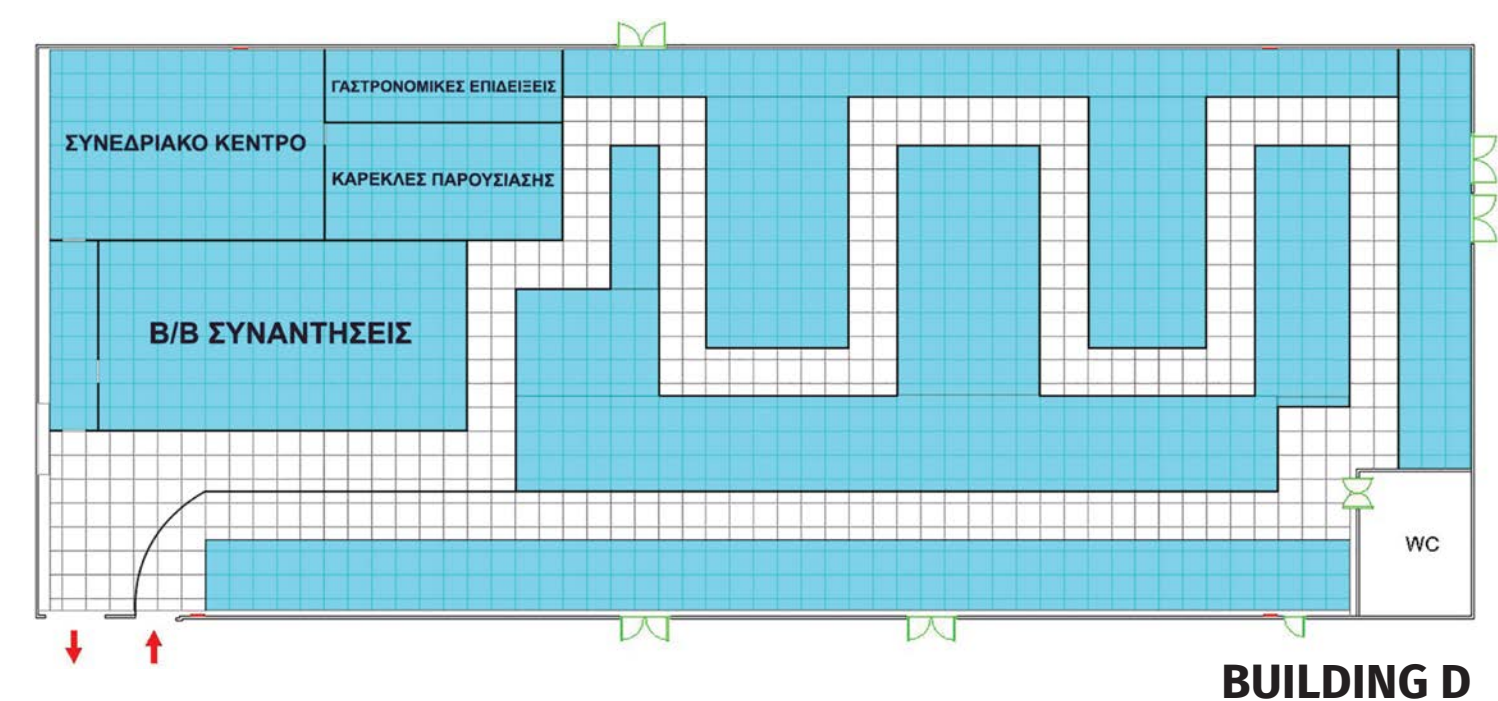 ΓΑΣΤΡΟΝΟΜΙΚΕΣ ΕΠΙΔΕΙΞΕΙΣ
ΣΥΝΕΔΡΙΑΚΟ ΚΕΝΤΡΟ
ΚΑΡΕΚΛΕΣ ΠΑΡΟΥΣΙΑΣΗΣ
B/B ΣΥΝΑΝΤΗΣΕΙΣ
WC
BUILDING D